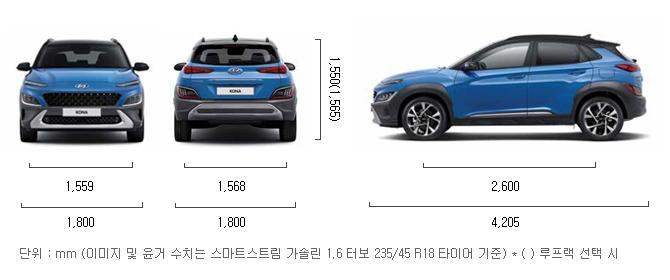 KONA
KONA
1,550(1,565)
1,559
1,568
2,600
1,800
1,800
4,205
단위 : mm (이미지 및 윤거 수치는 스마트스트림 가솔린 1.6 터보 235/45 R18 타이어 기준) * ( ) 루프랙 선택 시